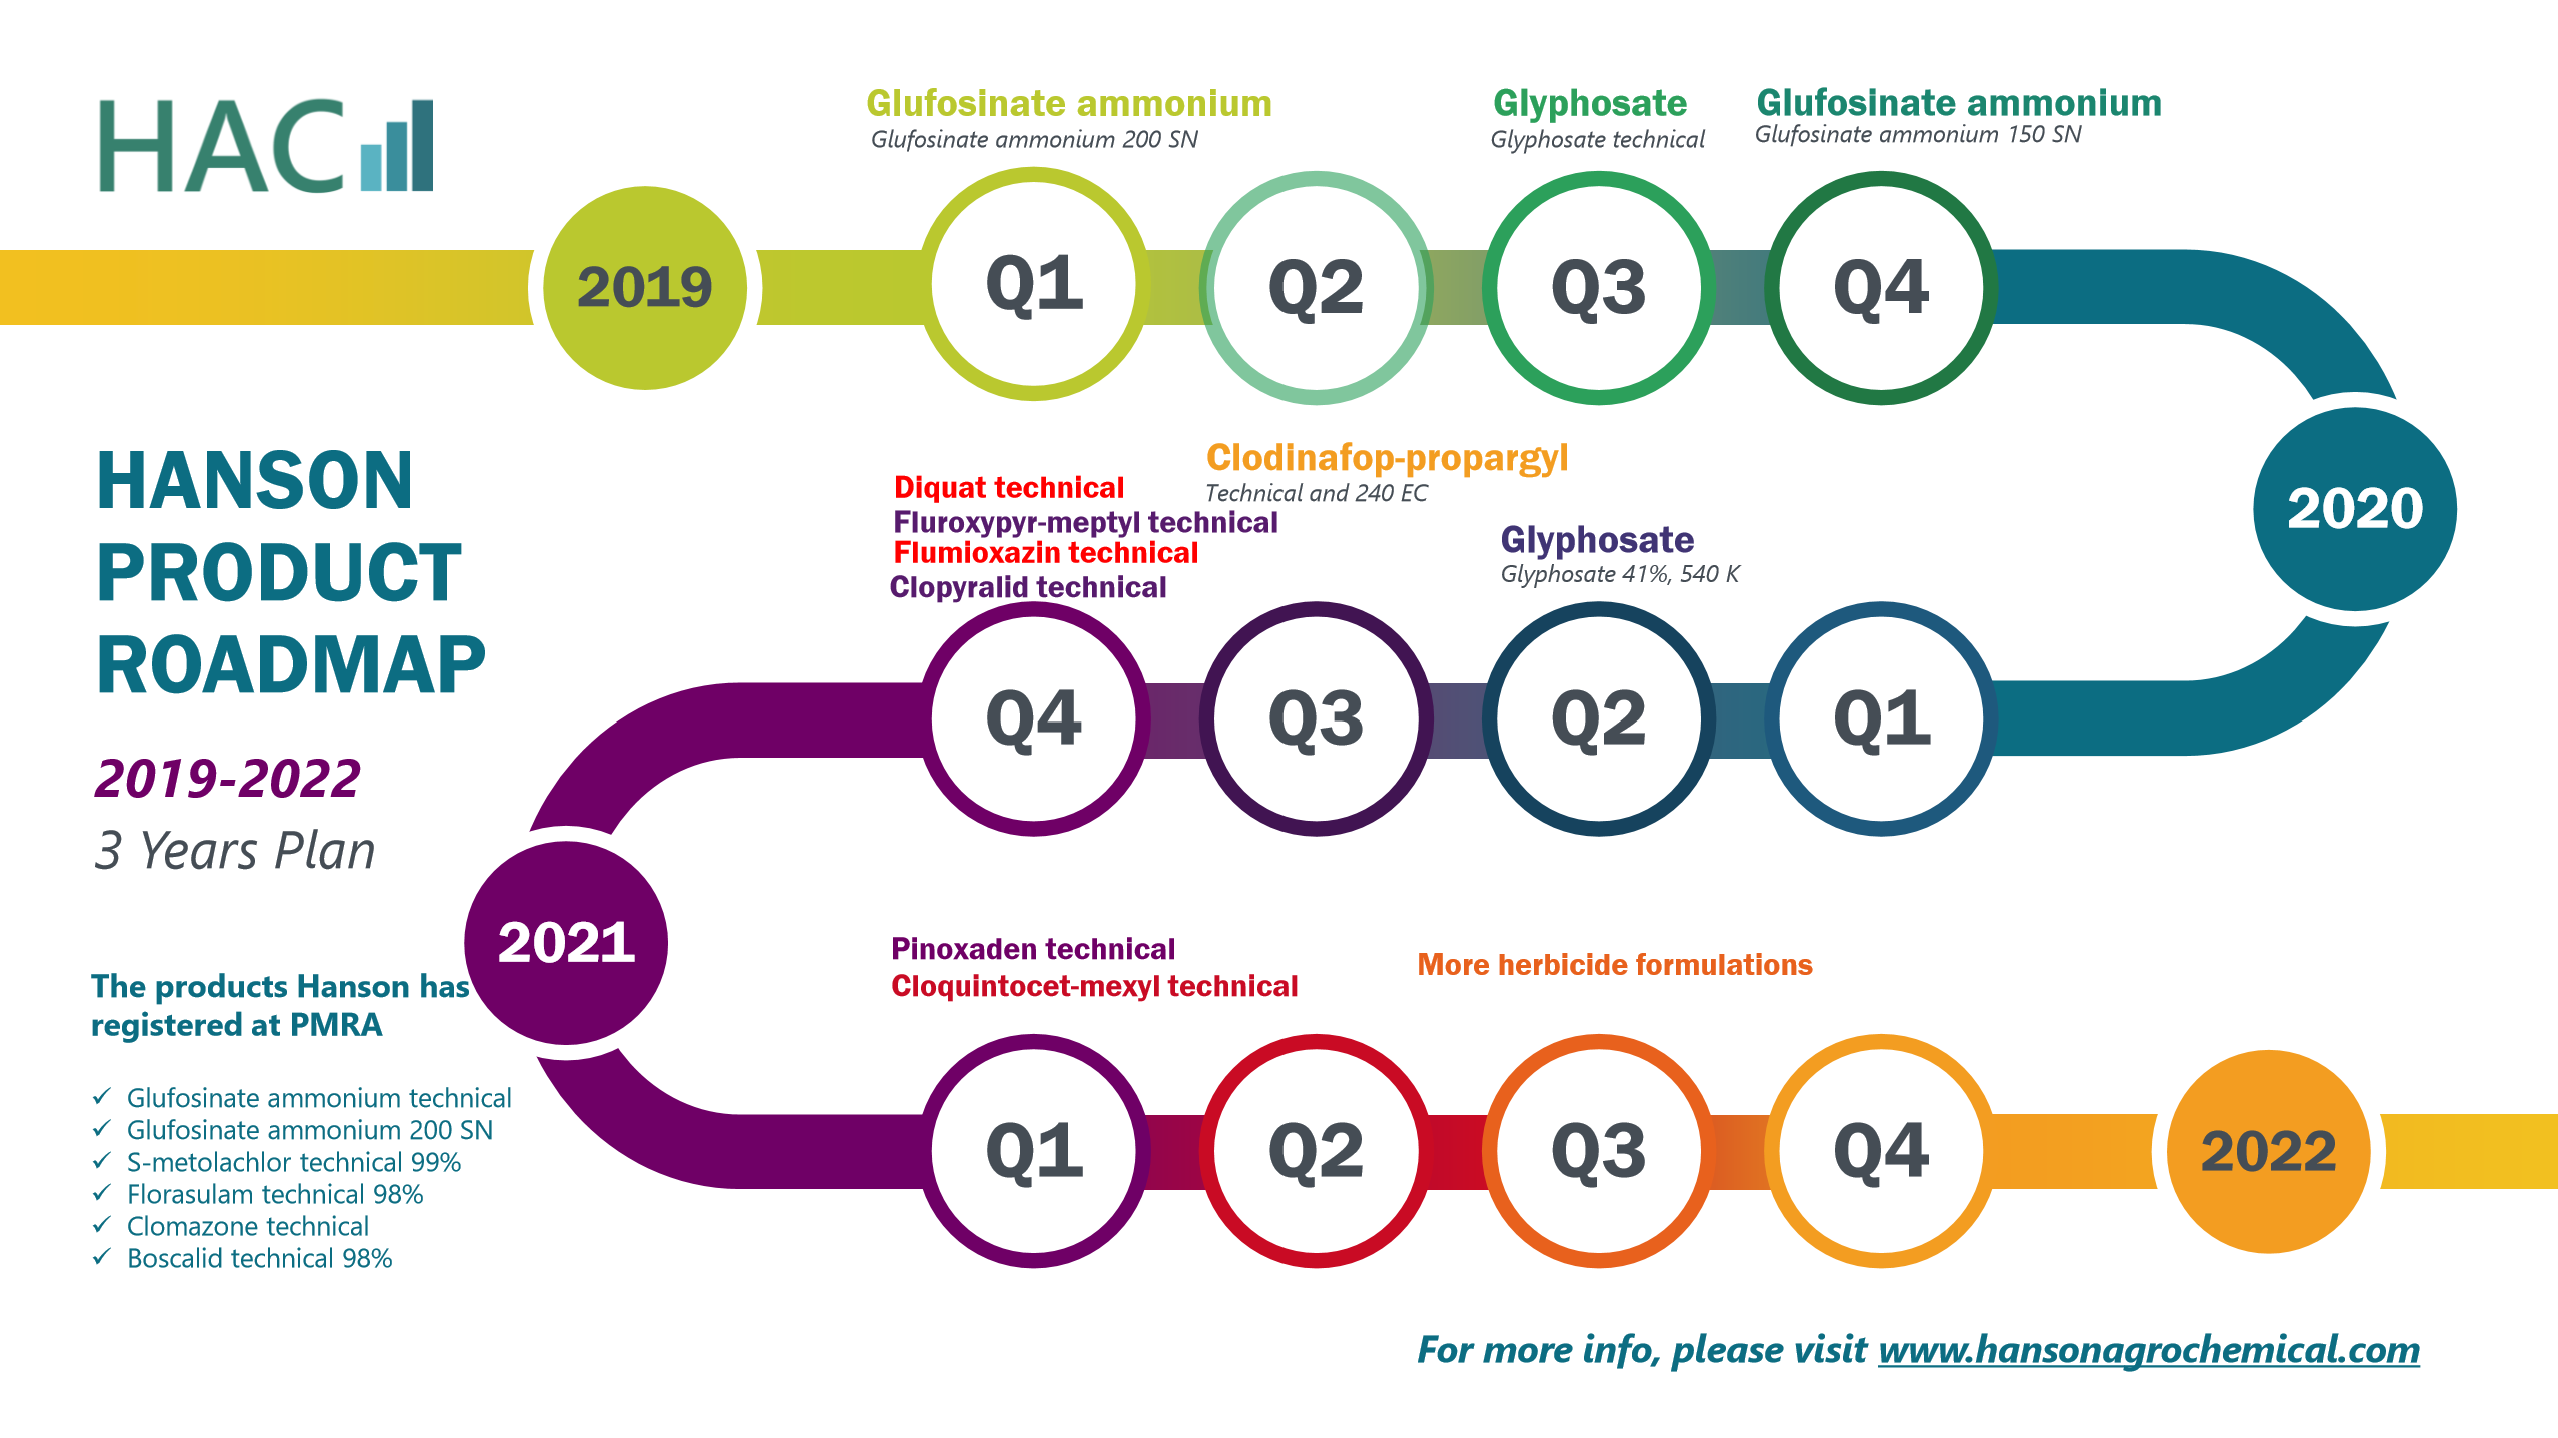 HAC
Glufosinate ammonium
Glufosinate ammonium 200 SN
Glyphosate
Glyphosate technical
Glufosinate ammonium
Glufosinate ammonium 150 SN
2019
Q1
Q2
Q3
Q4
2020
HANSON
PRODUCT
ROADMAP
2019-2022
3 Years Plan
Diquat technical
Fluroxypyr-meptyl technical
Flumioxazin technical
Clopyralid technical
Clodinafop-propargyl
Technical and 240 EC
Glyphosate
Glyphosate 41%, 540 K
Q4
Q3
Q2
Q1
2021
Pinoxaden technical
Cloquintocet-mexyl technical
More herbicide formulations
Q1
Q2
Q3
Q4
2022
The products Hanson has
registered at PMRA
✓ Glufosinate ammonium technical
✓ Glufosinate ammonium 200 SN
✓ S-metolachlor technical 99%
✓ Florasulam technical 98%
✓ Clomazone technical
✓ Boscalid technical 98%
For more info, please visit www.hansonagrochemical.com